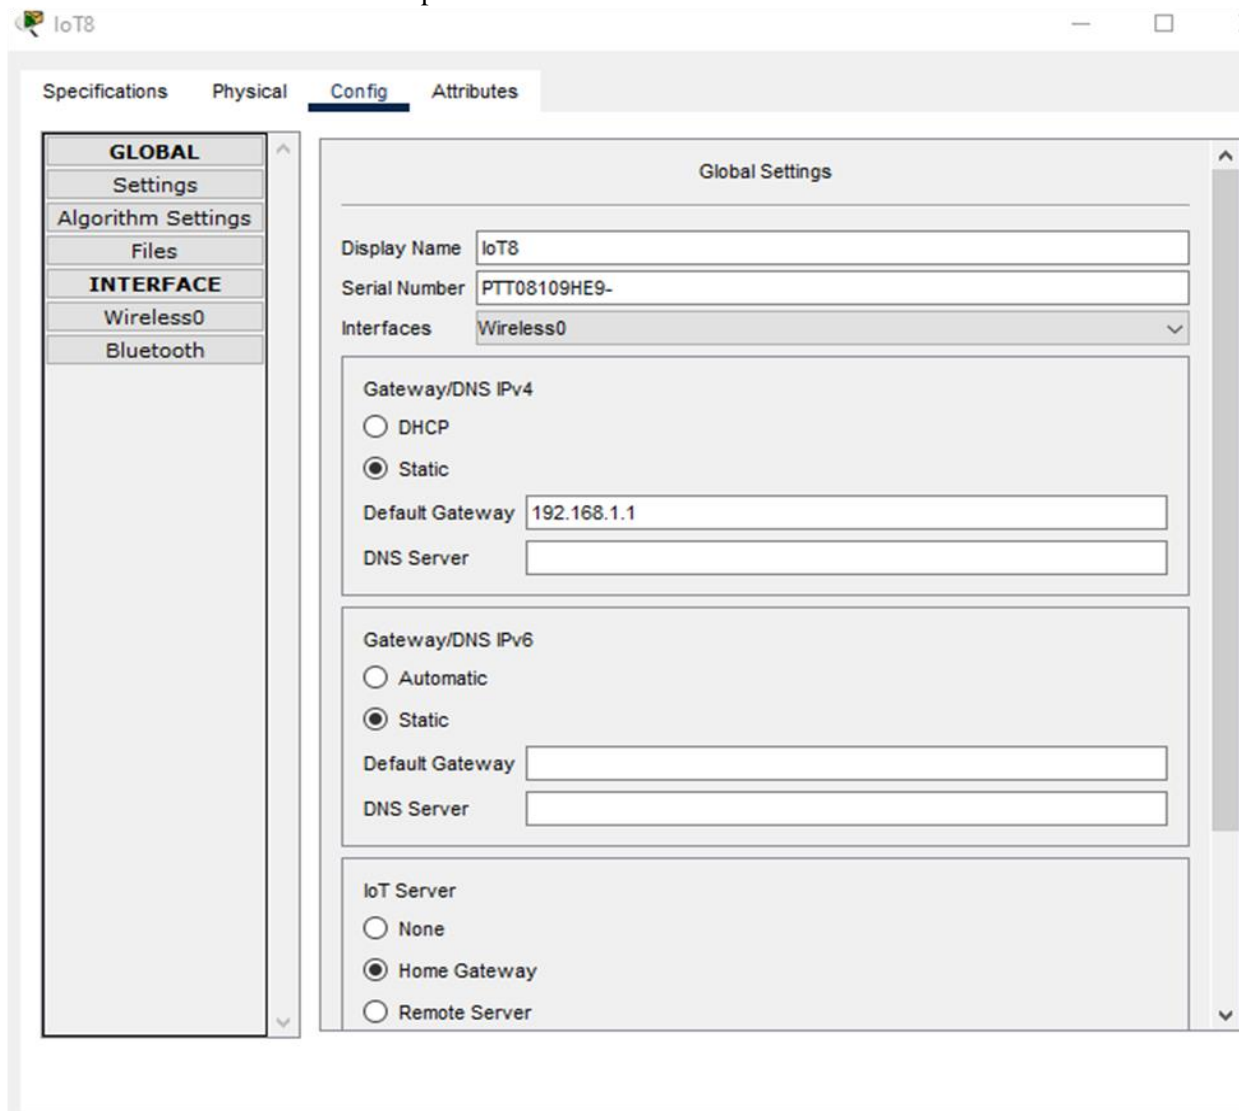 IoT8
Specifications Physical Config Attributes
GLOBAL
Settings
Algorithm Settings
Files
INTERFACE
Wireless0
Bluetooth
Global Settings
Display Name IoT8
Serial Number PTT08109HE9-
Interfaces Wireless0
Gateway/DNS IPv4
DHCP
Static
Default Gateway 192.168.1.1
DNS Server
Gateway/DNS IPv6
Automatic
Static
Default Gateway
DNS Server
IoT Server
None
Home Gateway
Remote Server